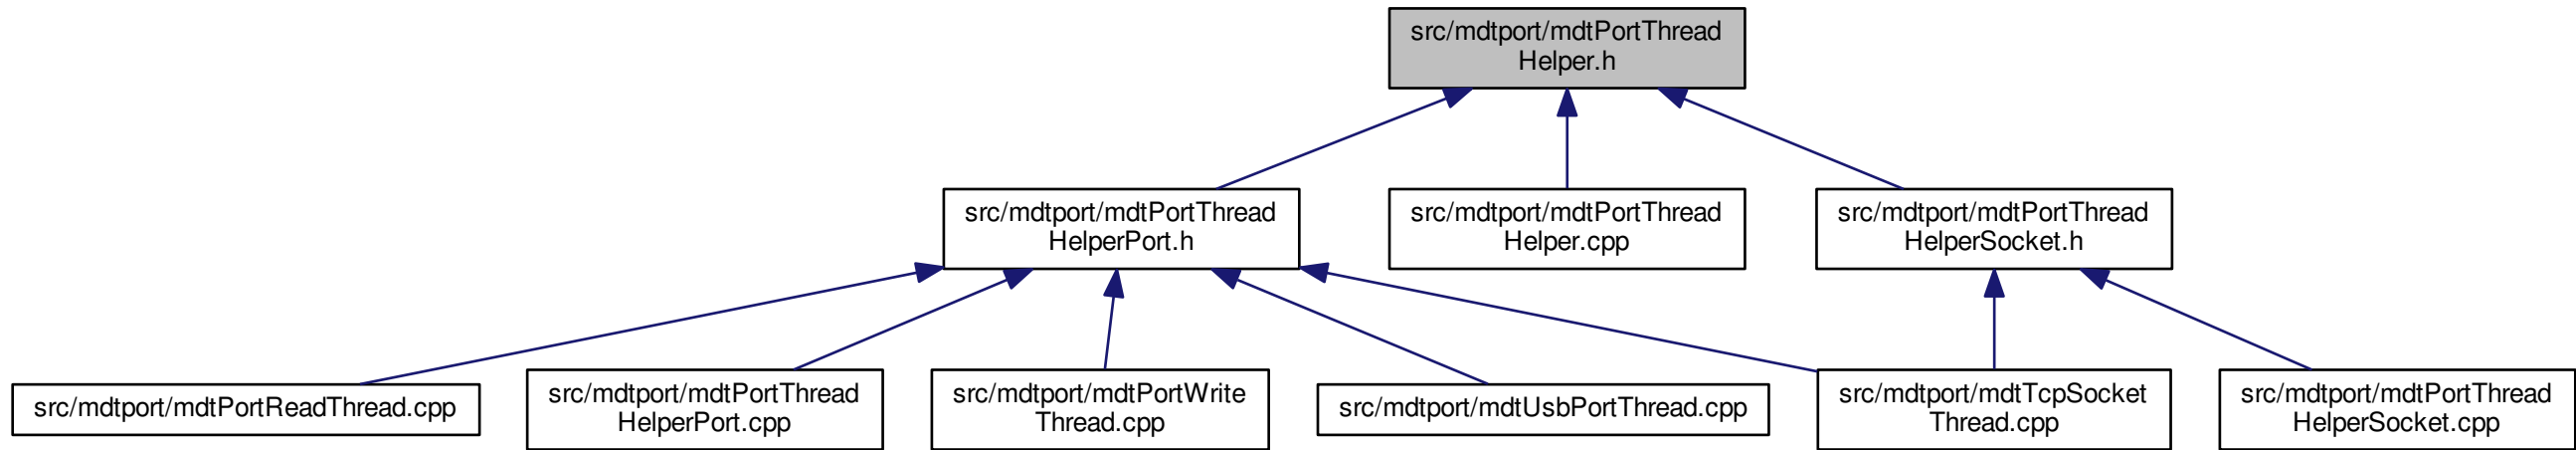 src/mdtport/mdtPortThread
Helper.h
src/mdtport/mdtPortThread
HelperPort.h
src/mdtport/mdtPortThread
Helper.cpp
src/mdtport/mdtPortThread
HelperSocket.h
src/mdtport/mdtPortReadThread.cpp
src/mdtport/mdtPortThread
HelperPort.cpp
src/mdtport/mdtPortWrite
Thread.cpp
src/mdtport/mdtUsbPortThread.cpp
src/mdtport/mdtTcpSocket
Thread.cpp
src/mdtport/mdtPortThread
HelperSocket.cpp